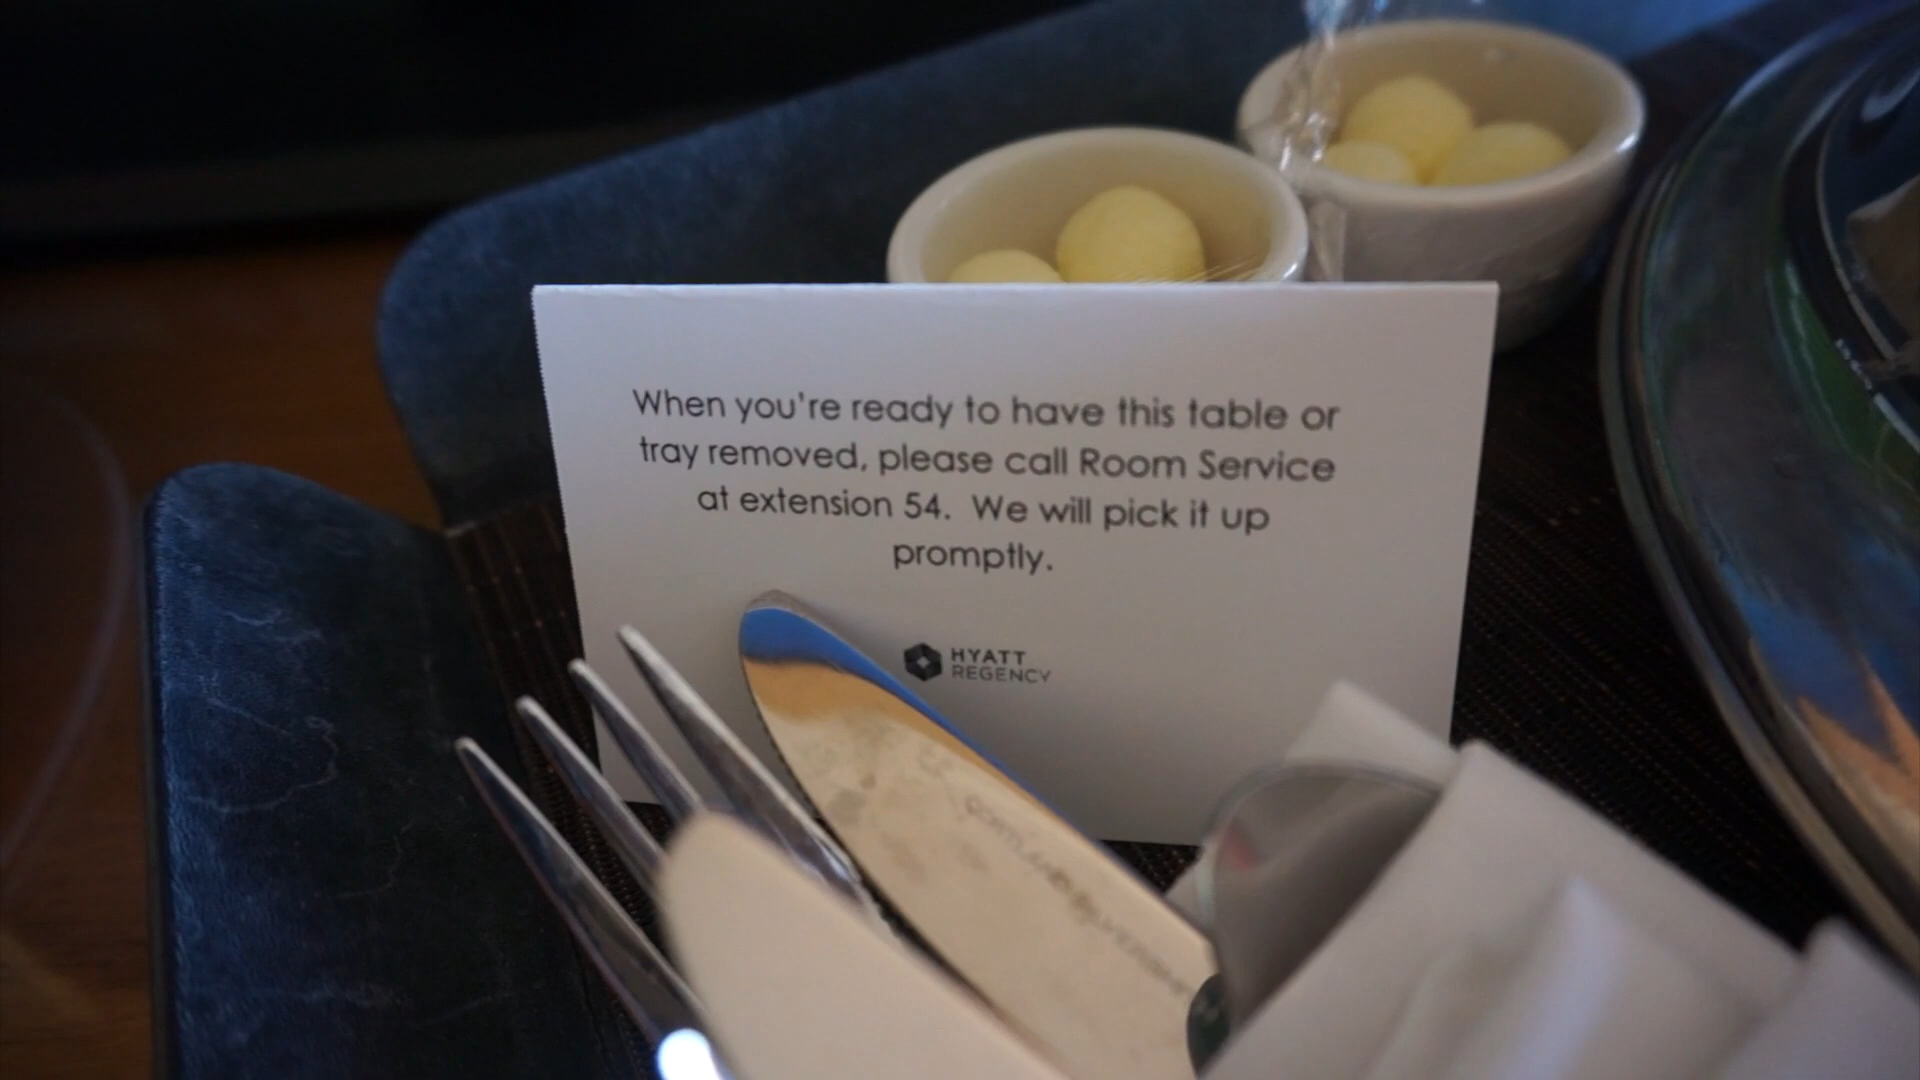 When you're ready to have this table or
tray removed, please call Room Service
at extension 54.  We will pick it up
promptly.
HYATT
REGENCY